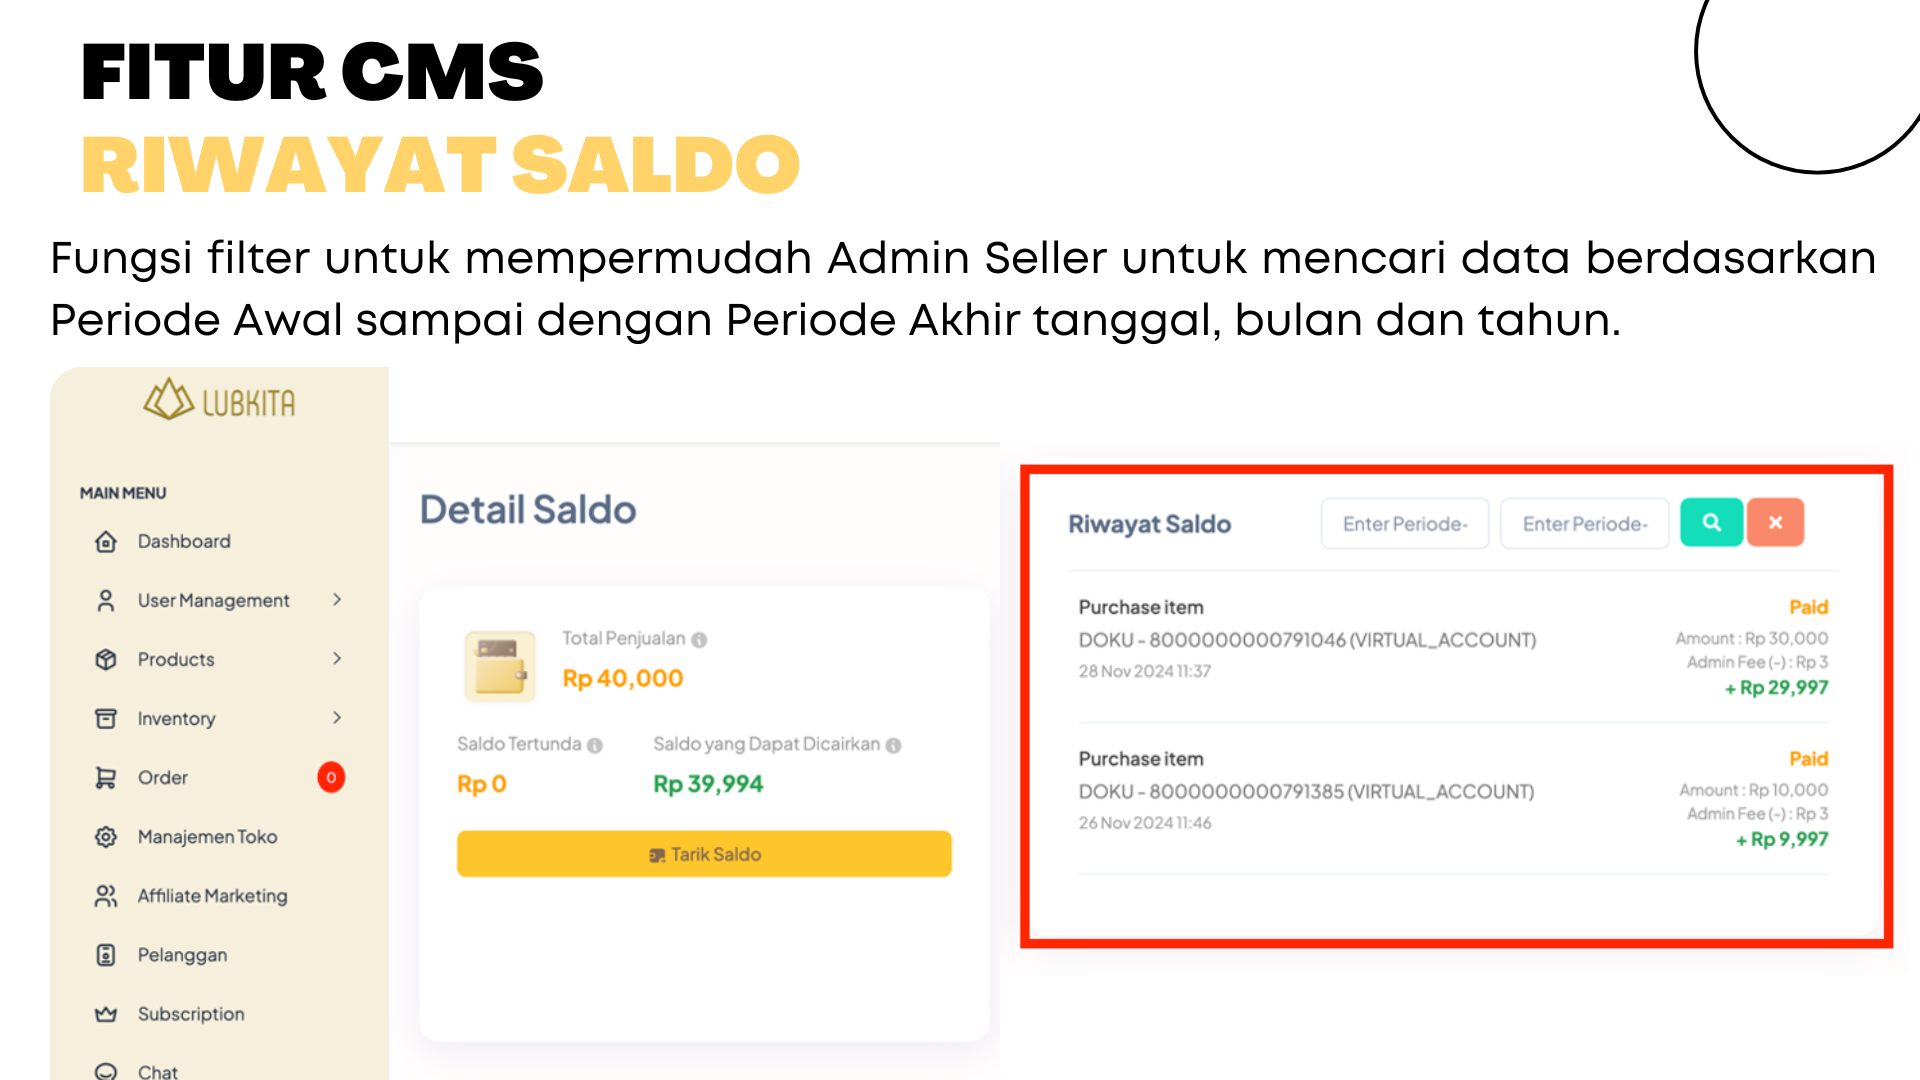 FITUR CMS
RIWAYAT SALDO
Fungsi filter untuk mempermudah Admin Seller untuk mencari data berdasarkan
Periode Awal sampai dengan Periode Akhir tanggal, bulan dan tahun.
LUBKITA
MAIN MENU
Dashboard
User Management
Products
Inventory
Order 0
Manajemen Toko
Affiliate Marketing
Pelanggan
Subscription
Chat
Detail Saldo
Total Penjualan
Rp 40,000
Saldo Tertunda
Rp 0
Saldo yang Dapat Dicairkan
Rp 39,994
Tarik Saldo
Riwayat Saldo
Enter Periode-
Enter Periode-
Purchase item
DOKU - 8000000000791046 (VIRTUAL_ACCOUNT)
28 Nov 2024 11:37
Paid
Amount : Rp 30,000
Admin Fee (-) : Rp 3
+ Rp 29,997
Purchase item
DOKU - 8000000000791385 (VIRTUAL_ACCOUNT)
26 Nov 2024 11:46
Paid
Amount : Rp 10,000
Admin Fee (-) : Rp 3
+ Rp 9,997